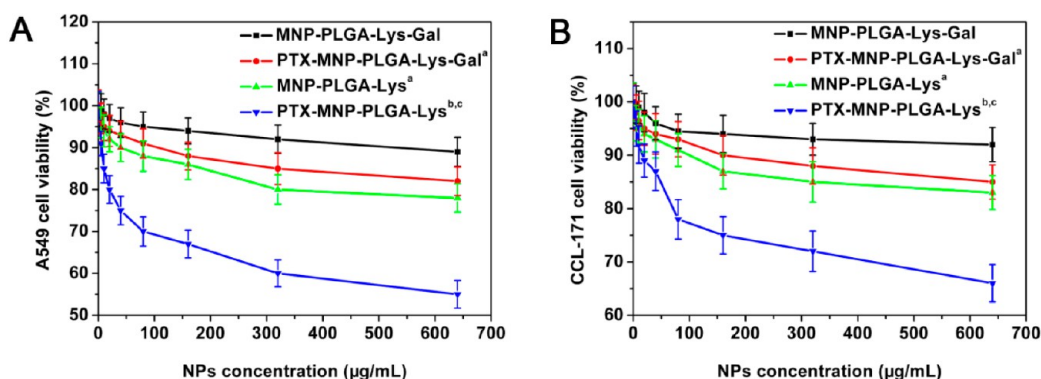 A
MNP-PLGA-Lys-Gal
PTX-MNP-PLGA-Lys-Galᵃ
MNP-PLGA-Lysᵃ
PTX-MNP-PLGA-Lysᵇ,ᶜ
A549 cell viability (%)
120
110
100
90
80
70
60
50
0 100 200 300 400 500 600 700
NPs concentration (µg/mL)
B
MNP-PLGA-Lys-Gal
PTX-MNP-PLGA-Lys-Galᵃ
MNP-PLGA-Lysᵃ
PTX-MNP-PLGA-Lysᵇ,ᶜ
CCL-171 cell viability (%)
110
100
90
80
70
60
0 100 200 300 400 500 600 700
NPs concentration (µg/mL)